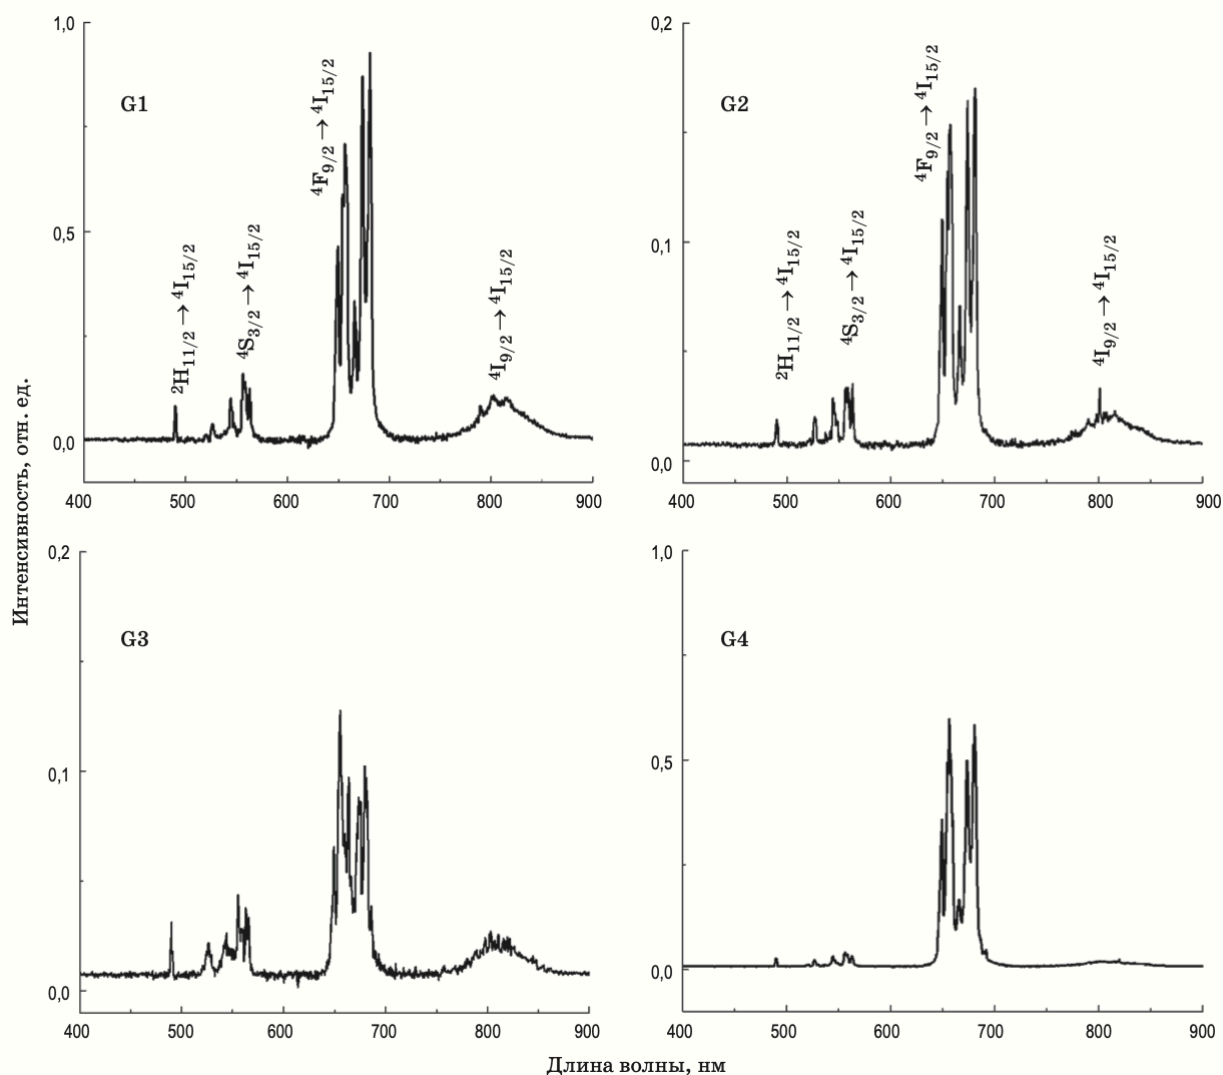 1,0
G1
0,5
0,0
²H₁₁/₂→⁴I₁₅/₂
⁴S₃/₂→⁴I₁₅/₂
⁴F₉/₂→⁴I₁₅/₂
⁴I₉/₂→⁴I₁₅/₂
400 500 600 700 800 900
0,2
G2
0,1
0,0
²H₁₁/₂→⁴I₁₅/₂
⁴S₃/₂→⁴I₁₅/₂
⁴F₉/₂→⁴I₁₅/₂
⁴I₉/₂→⁴I₁₅/₂
400 500 600 700 800 900
Интенсивность, отн. ед.
0,2
G3
0,1
0,0
400 500 600 700 800 900
1,0
G4
0,5
0,0
400 500 600 700 800 900
Длина волны, нм